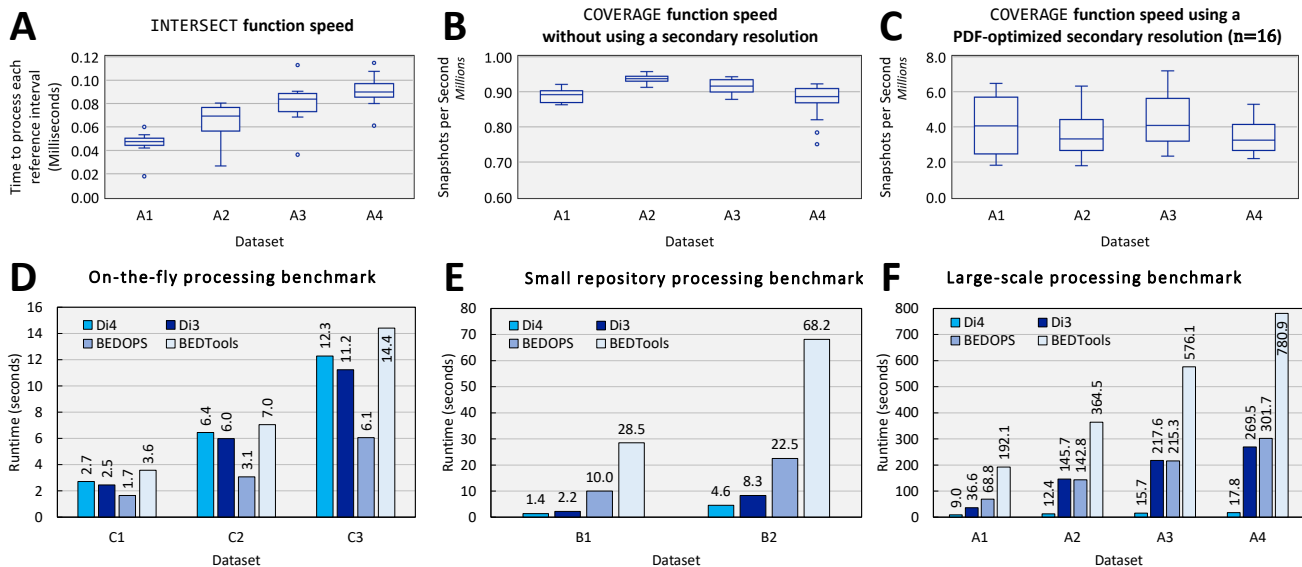 A
INTERSECT function speed
Time to process each
reference interval
(Milliseconds)
0.12
0.10
0.08
0.06
0.04
0.02
0.00
A1 A2 A3 A4
Dataset
B
COVERAGE function speed
without using a secondary resolution
Snapshots per Second
Millions
1.00
0.90
0.80
0.70
0.60
A1 A2 A3 A4
Dataset
C
COVERAGE function speed using a
PDF-optimized secondary resolution (n=16)
Snapshots per Second
Millions
8.0
6.0
4.0
2.0
0.0
A1 A2 A3 A4
Dataset
D
On-the-fly processing benchmark
Runtime (seconds)
16
14
12
10
8
6
4
2
0
Di4 Di3
BEDOPS BEDTools
2.7 2.5 1.7 3.6
6.4 6.0 3.1 7.0
12.3 11.2 6.1 14.4
C1 C2 C3
Dataset
E
Small repository processing benchmark
Runtime (seconds)
80
70
60
50
40
30
20
10
0
Di4 Di3
BEDOPS BEDTools
1.4 2.2 10.0 28.5
4.6 8.3 22.5 68.2
B1 B2
Dataset
F
Large-scale processing benchmark
Runtime (seconds)
800
700
600
500
400
300
200
100
0
Di4 Di3
BEDOPS BEDTools
9.0 36.6 68.8 192.1
12.4 145.7 142.8 364.5
15.7 217.6 215.3 576.1
17.8 269.5 301.7 780.9
A1 A2 A3 A4
Dataset